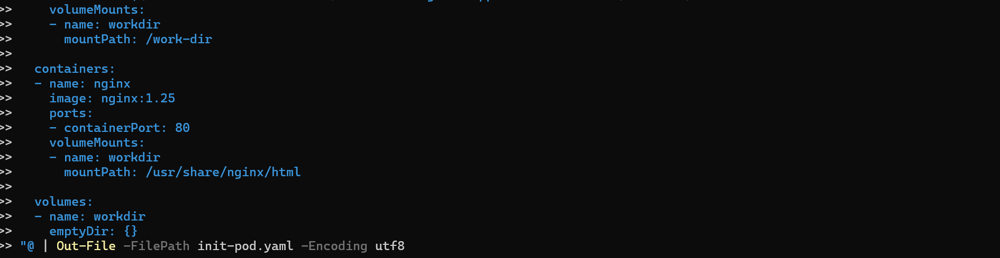 >>     volumeMounts:
>>     - name: workdir
>>       mountPath: /work-dir
>>
>>   containers:
>>   - name: nginx
>>     image: nginx:1.25
>>     ports:
>>     - containerPort: 80
>>     volumeMounts:
>>     - name: workdir
>>       mountPath: /usr/share/nginx/html
>>
>>   volumes:
>>   - name: workdir
>>     emptyDir: {}
>> "@ | Out-File -FilePath init-pod.yaml -Encoding utf8